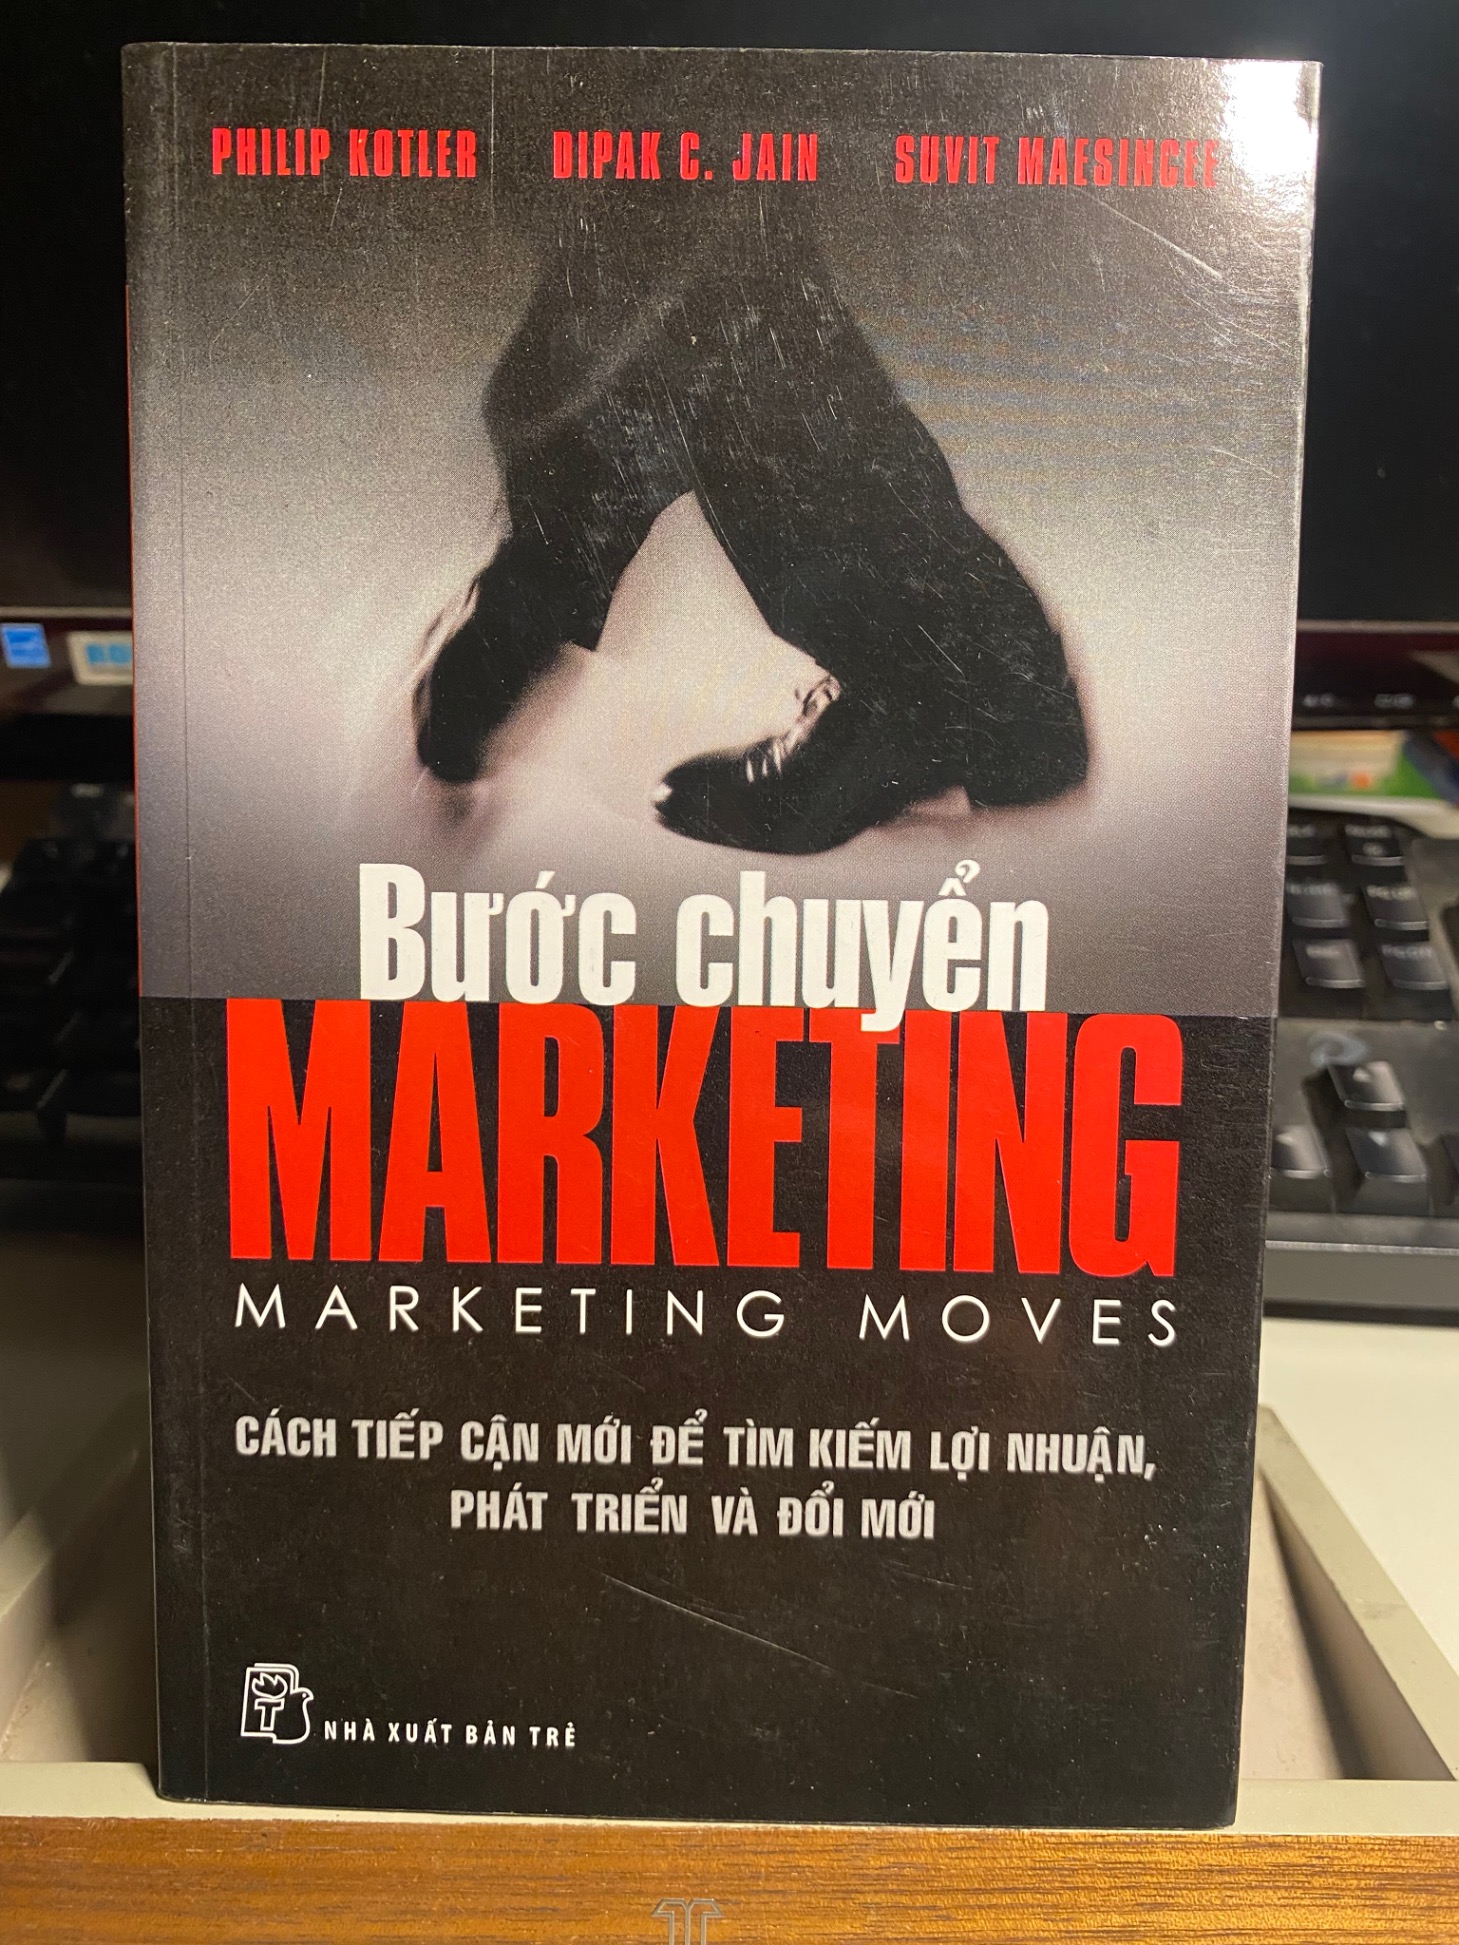 PHILIP KOTLER DIPAK C. JAIN SUVIT MAESINCEE
Bước chuyển
MARKETING
MARKETING MOVES
CÁCH TIẾP CẬN MỚI ĐỂ TÌM KIẾM LỢI NHUẬN,
PHÁT TRIỂN VÀ ĐỔI MỚI
T
NHÀ XUẤT BẢN TRẺ